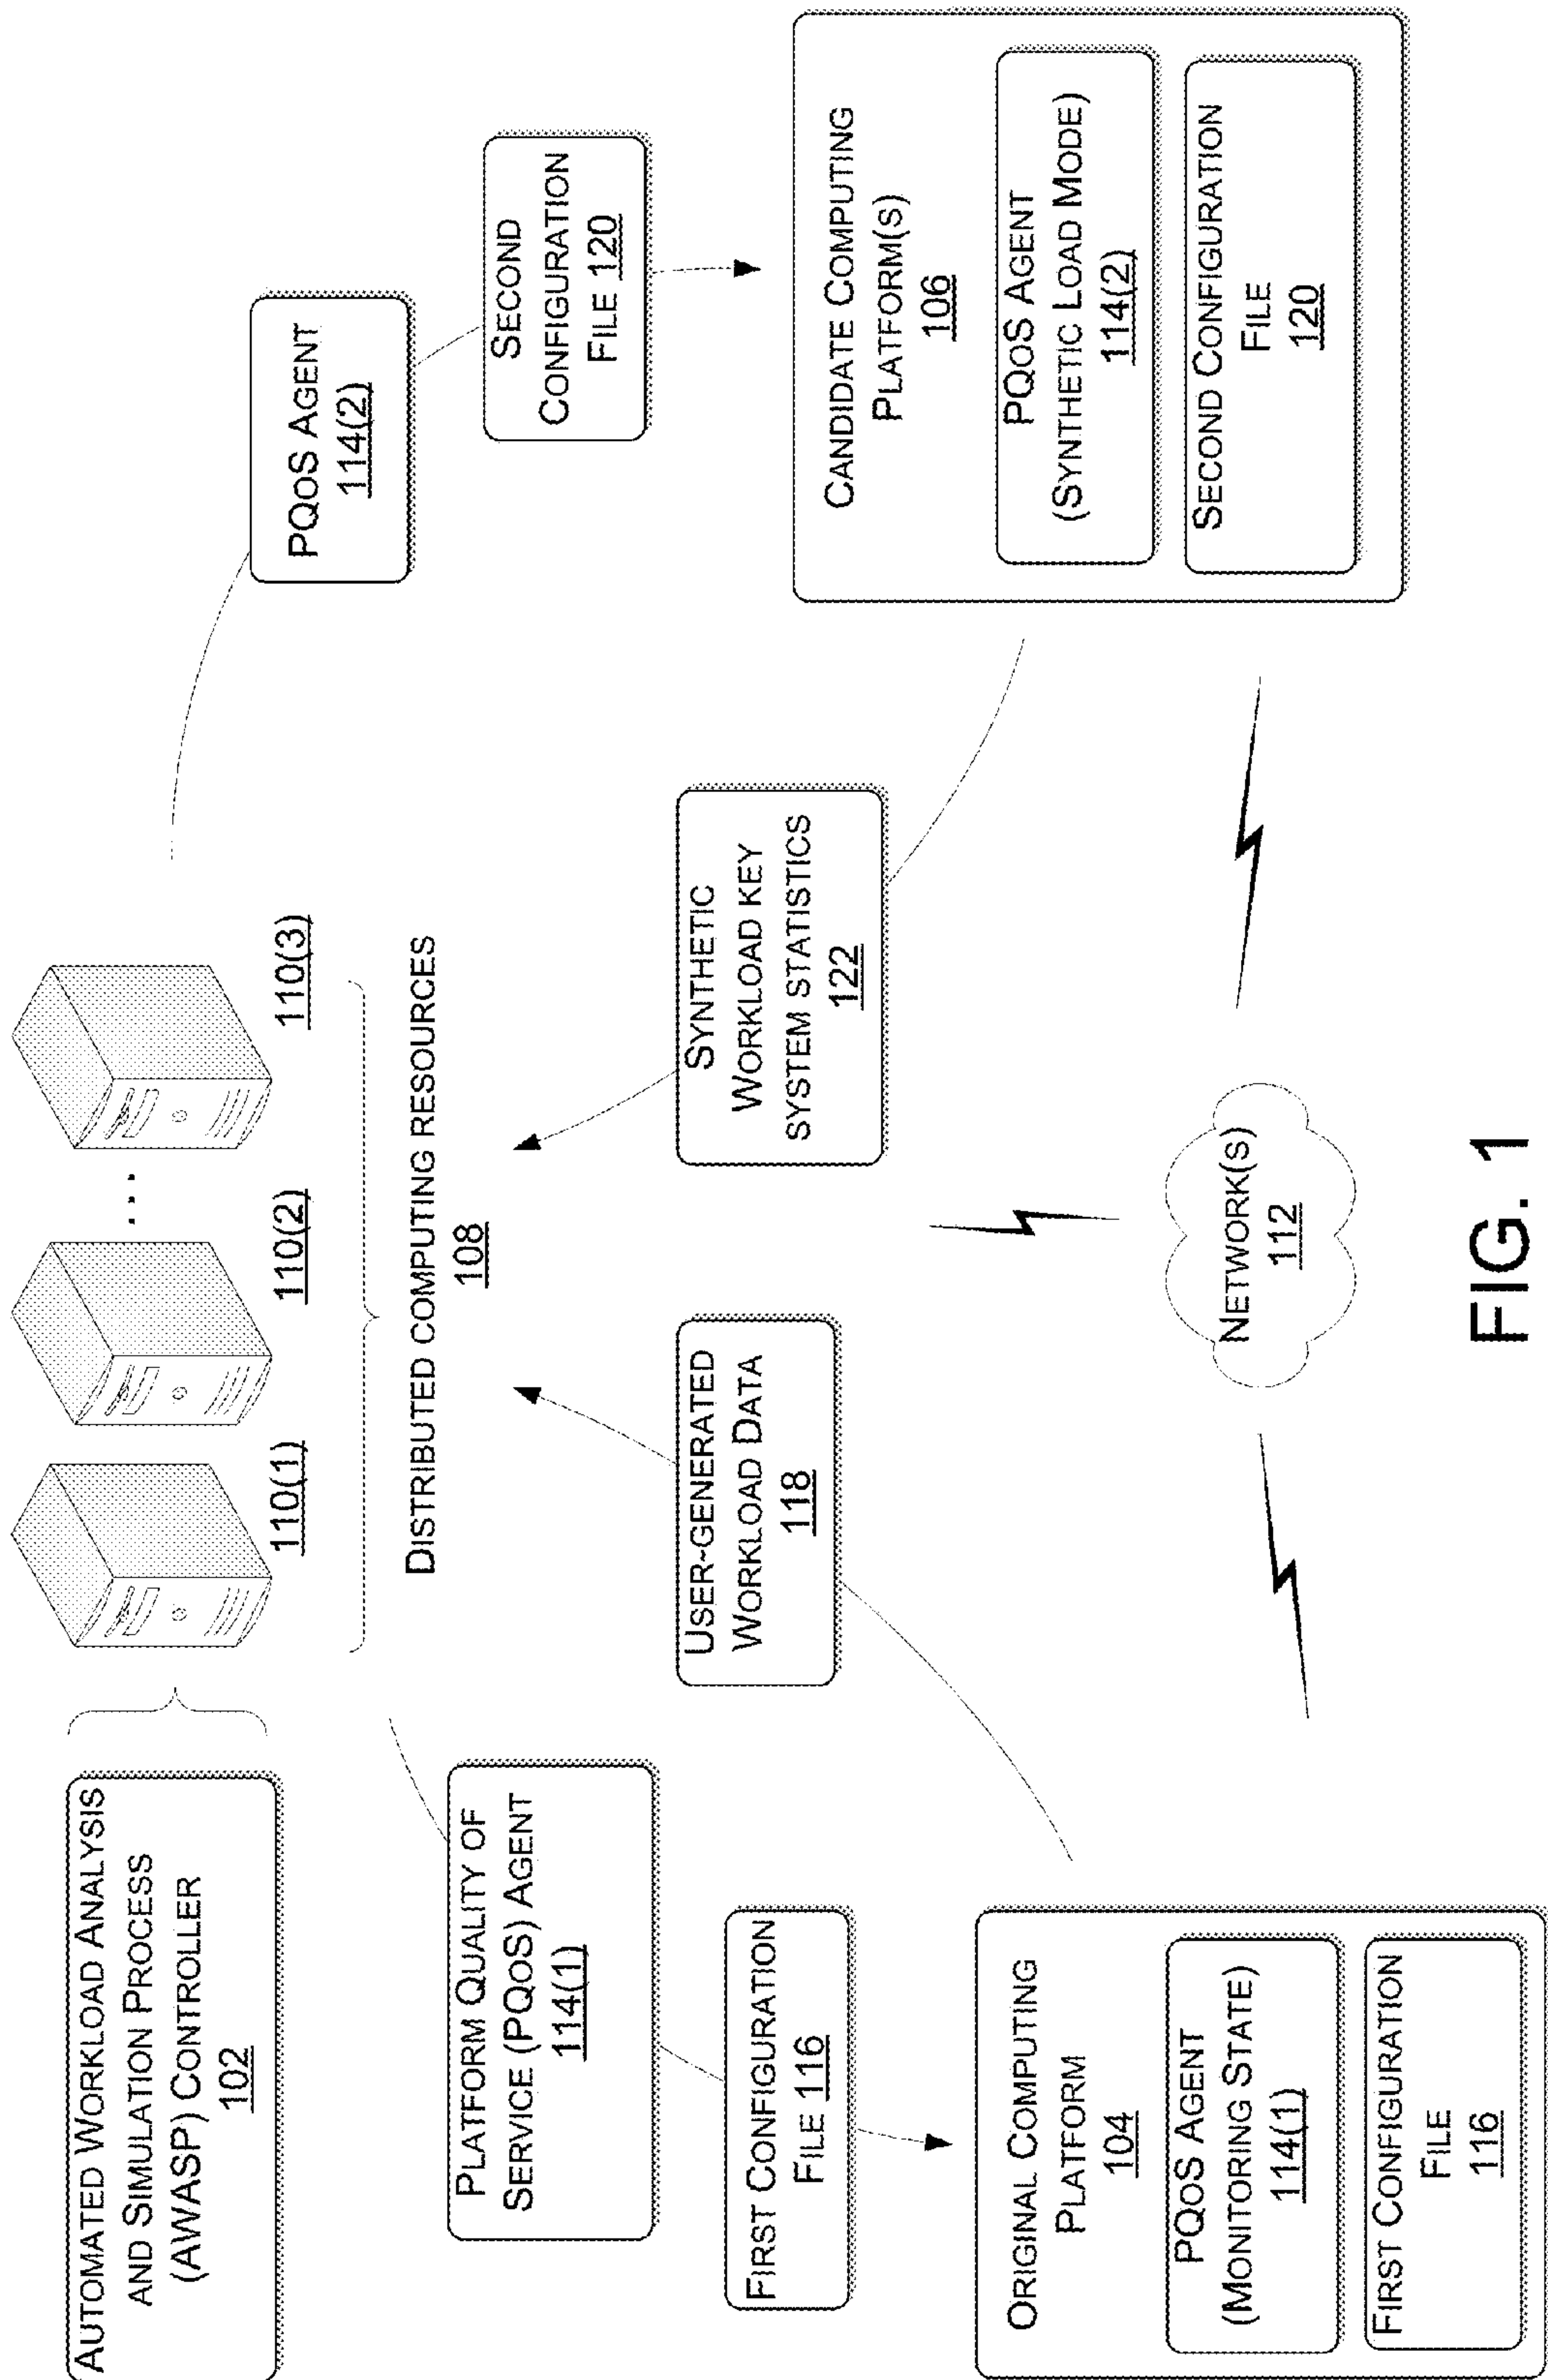 AUTOMATED WORKLOAD ANALYSIS
AND SIMULATION PROCESS
(AWASP) CONTROLLER
102
110(1)
110(2)
...
110(3)
DISTRIBUTED COMPUTING RESOURCES
108
PLATFORM QUALITY OF
SERVICE (PQOS) AGENT
114(1)
FIRST CONFIGURATION
FILE 116
ORIGINAL COMPUTING
PLATFORM
104
PQOS AGENT
(MONITORING STATE)
114(1)
FIRST CONFIGURATION
FILE
116
USER-GENERATED
WORKLOAD DATA
118
SYNTHETIC
WORKLOAD KEY
SYSTEM STATISTICS
122
PQOS AGENT
114(2)
SECOND
CONFIGURATION
FILE 120
CANDIDATE COMPUTING
PLATFORM(S)
106
PQOS AGENT
(SYNTHETIC LOAD MODE)
114(2)
SECOND CONFIGURATION
FILE
120
NETWORK(S)
112
FIG. 1